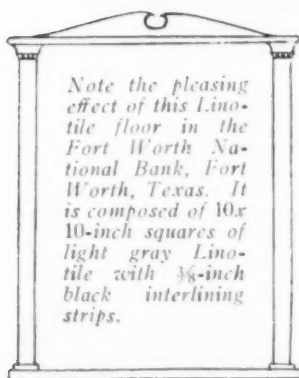 Note the pleasing
effect of this Lino-
tile floor in the
Fort Worth Na-
tional Bank, Fort
Worth, Texas. It
is composed of 10x
10-inch squares of
light gray Lino-
tile with ⅜-inch
black interlining
strips.